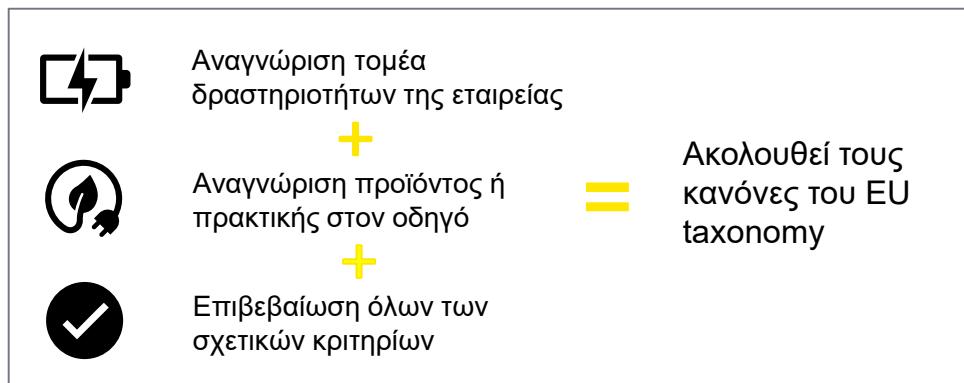 Αναγνώριση τομέα
δραστηριοτήτων της εταιρείας
+
Αναγνώριση προϊόντος ή
πρακτικής στον οδηγό
+
Επιβεβαίωση όλων των
σχετικών κριτηρίων
=
Ακολουθεί τους
κανόνες του EU
taxonomy